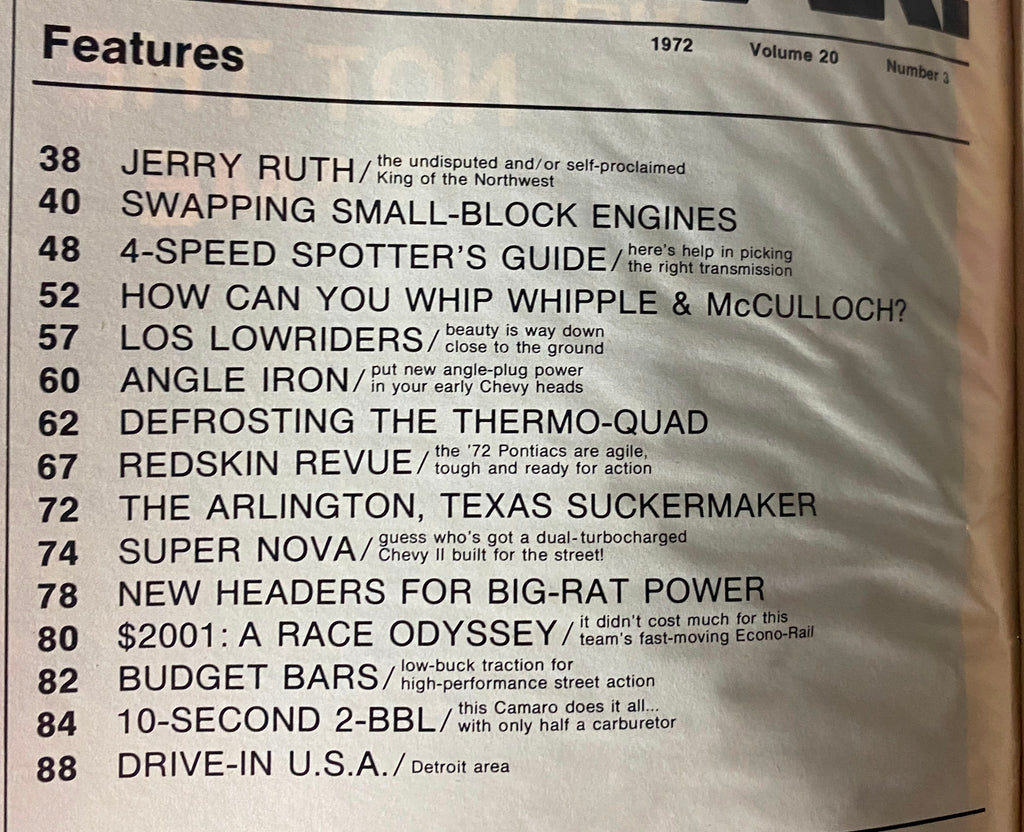 Features
1972 Volume 20 Number 3
38 JERRY RUTH/the undisputed and/or self-proclaimed
King of the Northwest
40 SWAPPING SMALL-BLOCK ENGINES
48 4-SPEED SPOTTER'S GUIDE/here's help in picking
the right transmission
52 HOW CAN YOU WHIP WHIPPLE & McCULLOCH?
57 LOS LOWRIDERS/beauty is way down
close to the ground
60 ANGLE IRON/put new angle-plug power
in your early Chevy heads
62 DEFROSTING THE THERMO-QUAD
67 REDSKIN REVUE/the '72 Pontiacs are agile,
tough and ready for action
72 THE ARLINGTON, TEXAS SUCKERMAKER
74 SUPER NOVA/guess who's got a dual-turbocharged
Chevy II built for the street!
78 NEW HEADERS FOR BIG-RAT POWER
80 $2001: A RACE ODYSSEY/it didn't cost much for this
team's fast-moving Econo-Rail
82 BUDGET BARS/low-buck traction for
high-performance street action
84 10-SECOND 2-BBL/this Camaro does it all...
with only half a carburetor
88 DRIVE-IN U.S.A./Detroit area